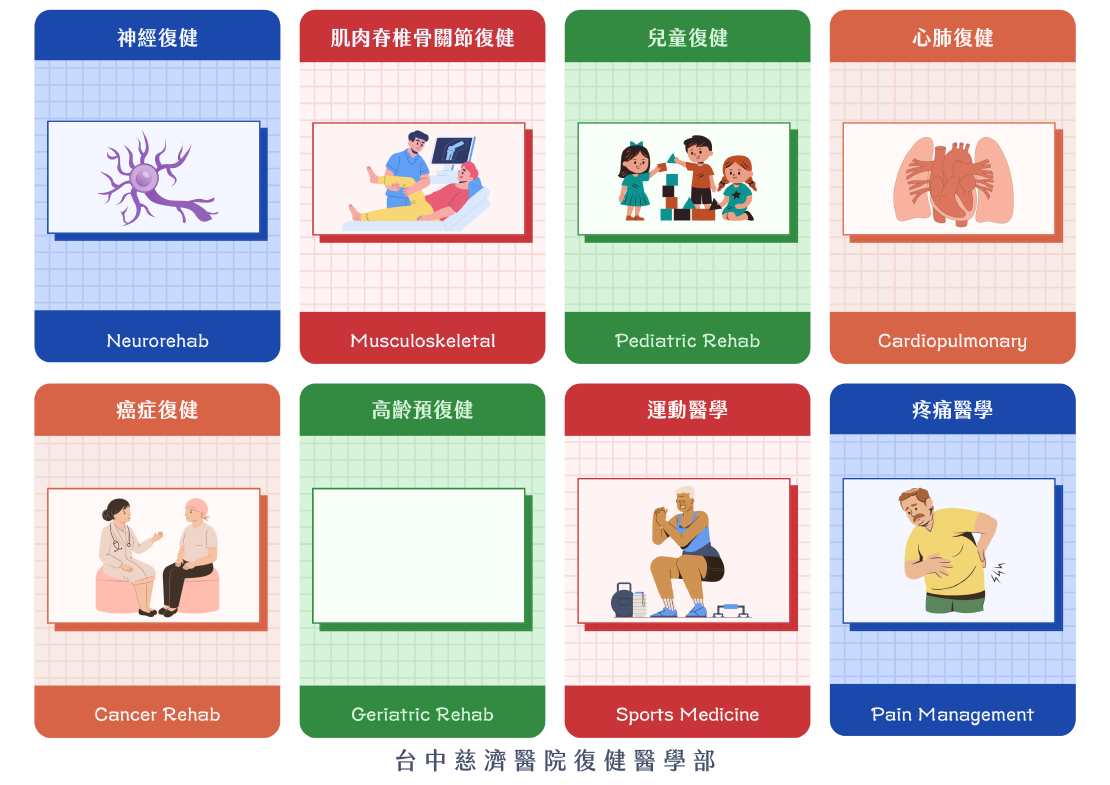 神經復健
肌肉脊椎骨關節復健
兒童復健
心肺復健
Neurorehab
Musculoskeletal
Pediatric Rehab
Cardiopulmonary
癌症復健
高齡預復健
運動醫學
疼痛醫學
Cancer Rehab
Geriatric Rehab
Sports Medicine
Pain Management
台中慈濟醫院復健醫學部